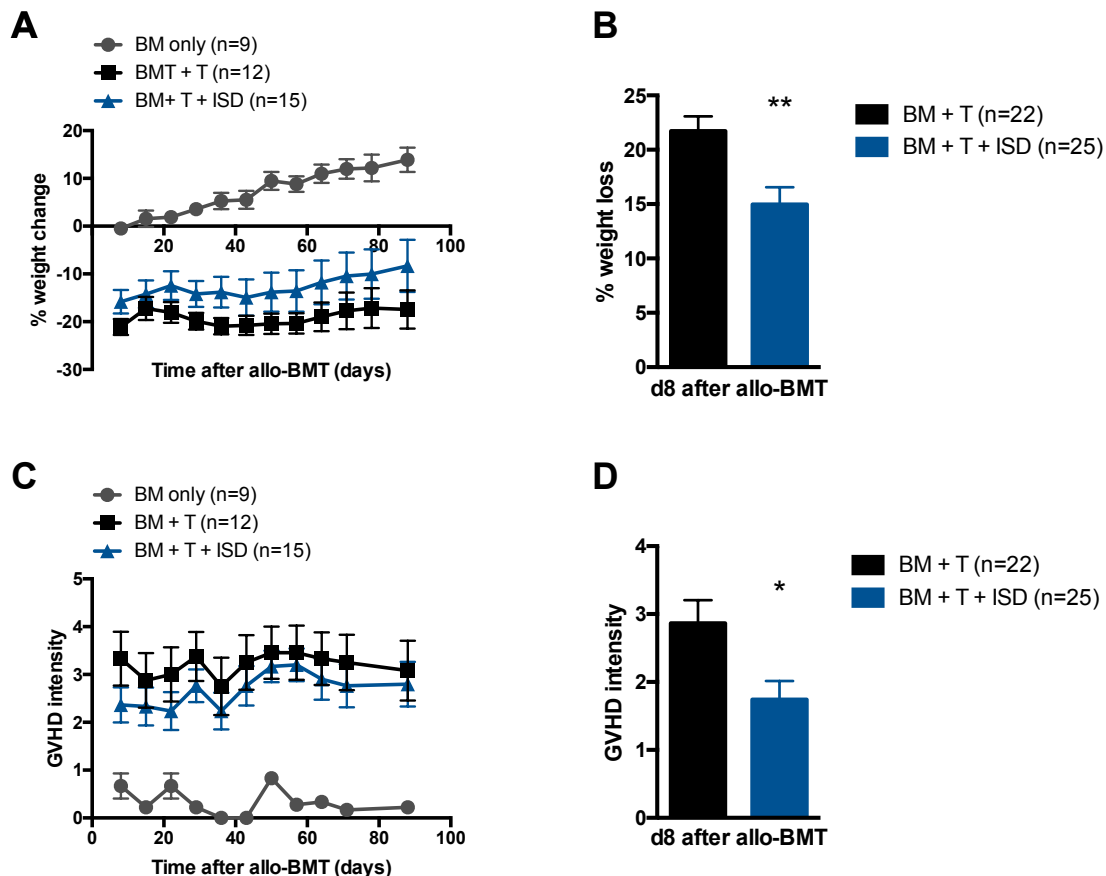 A
BM only (n=9)
BMT + T (n=12)
BM+ T + ISD (n=15)
% weight change
20
10
0
-10
-20
-30
20 40 60 80 100
Time after allo-BMT (days)
B
% weight loss
25
20
15
10
5
0
**
d8 after allo-BMT
BM + T (n=22)
BM + T + ISD (n=25)
C
BM only (n=9)
BM + T (n=12)
BM + T + ISD (n=15)
GVHD intensity
5
4
3
2
1
0
0 20 40 60 80 100
Time after allo-BMT (days)
D
GVHD intensity
4
3
2
1
0
*
d8 after allo-BMT
BM + T (n=22)
BM + T + ISD (n=25)